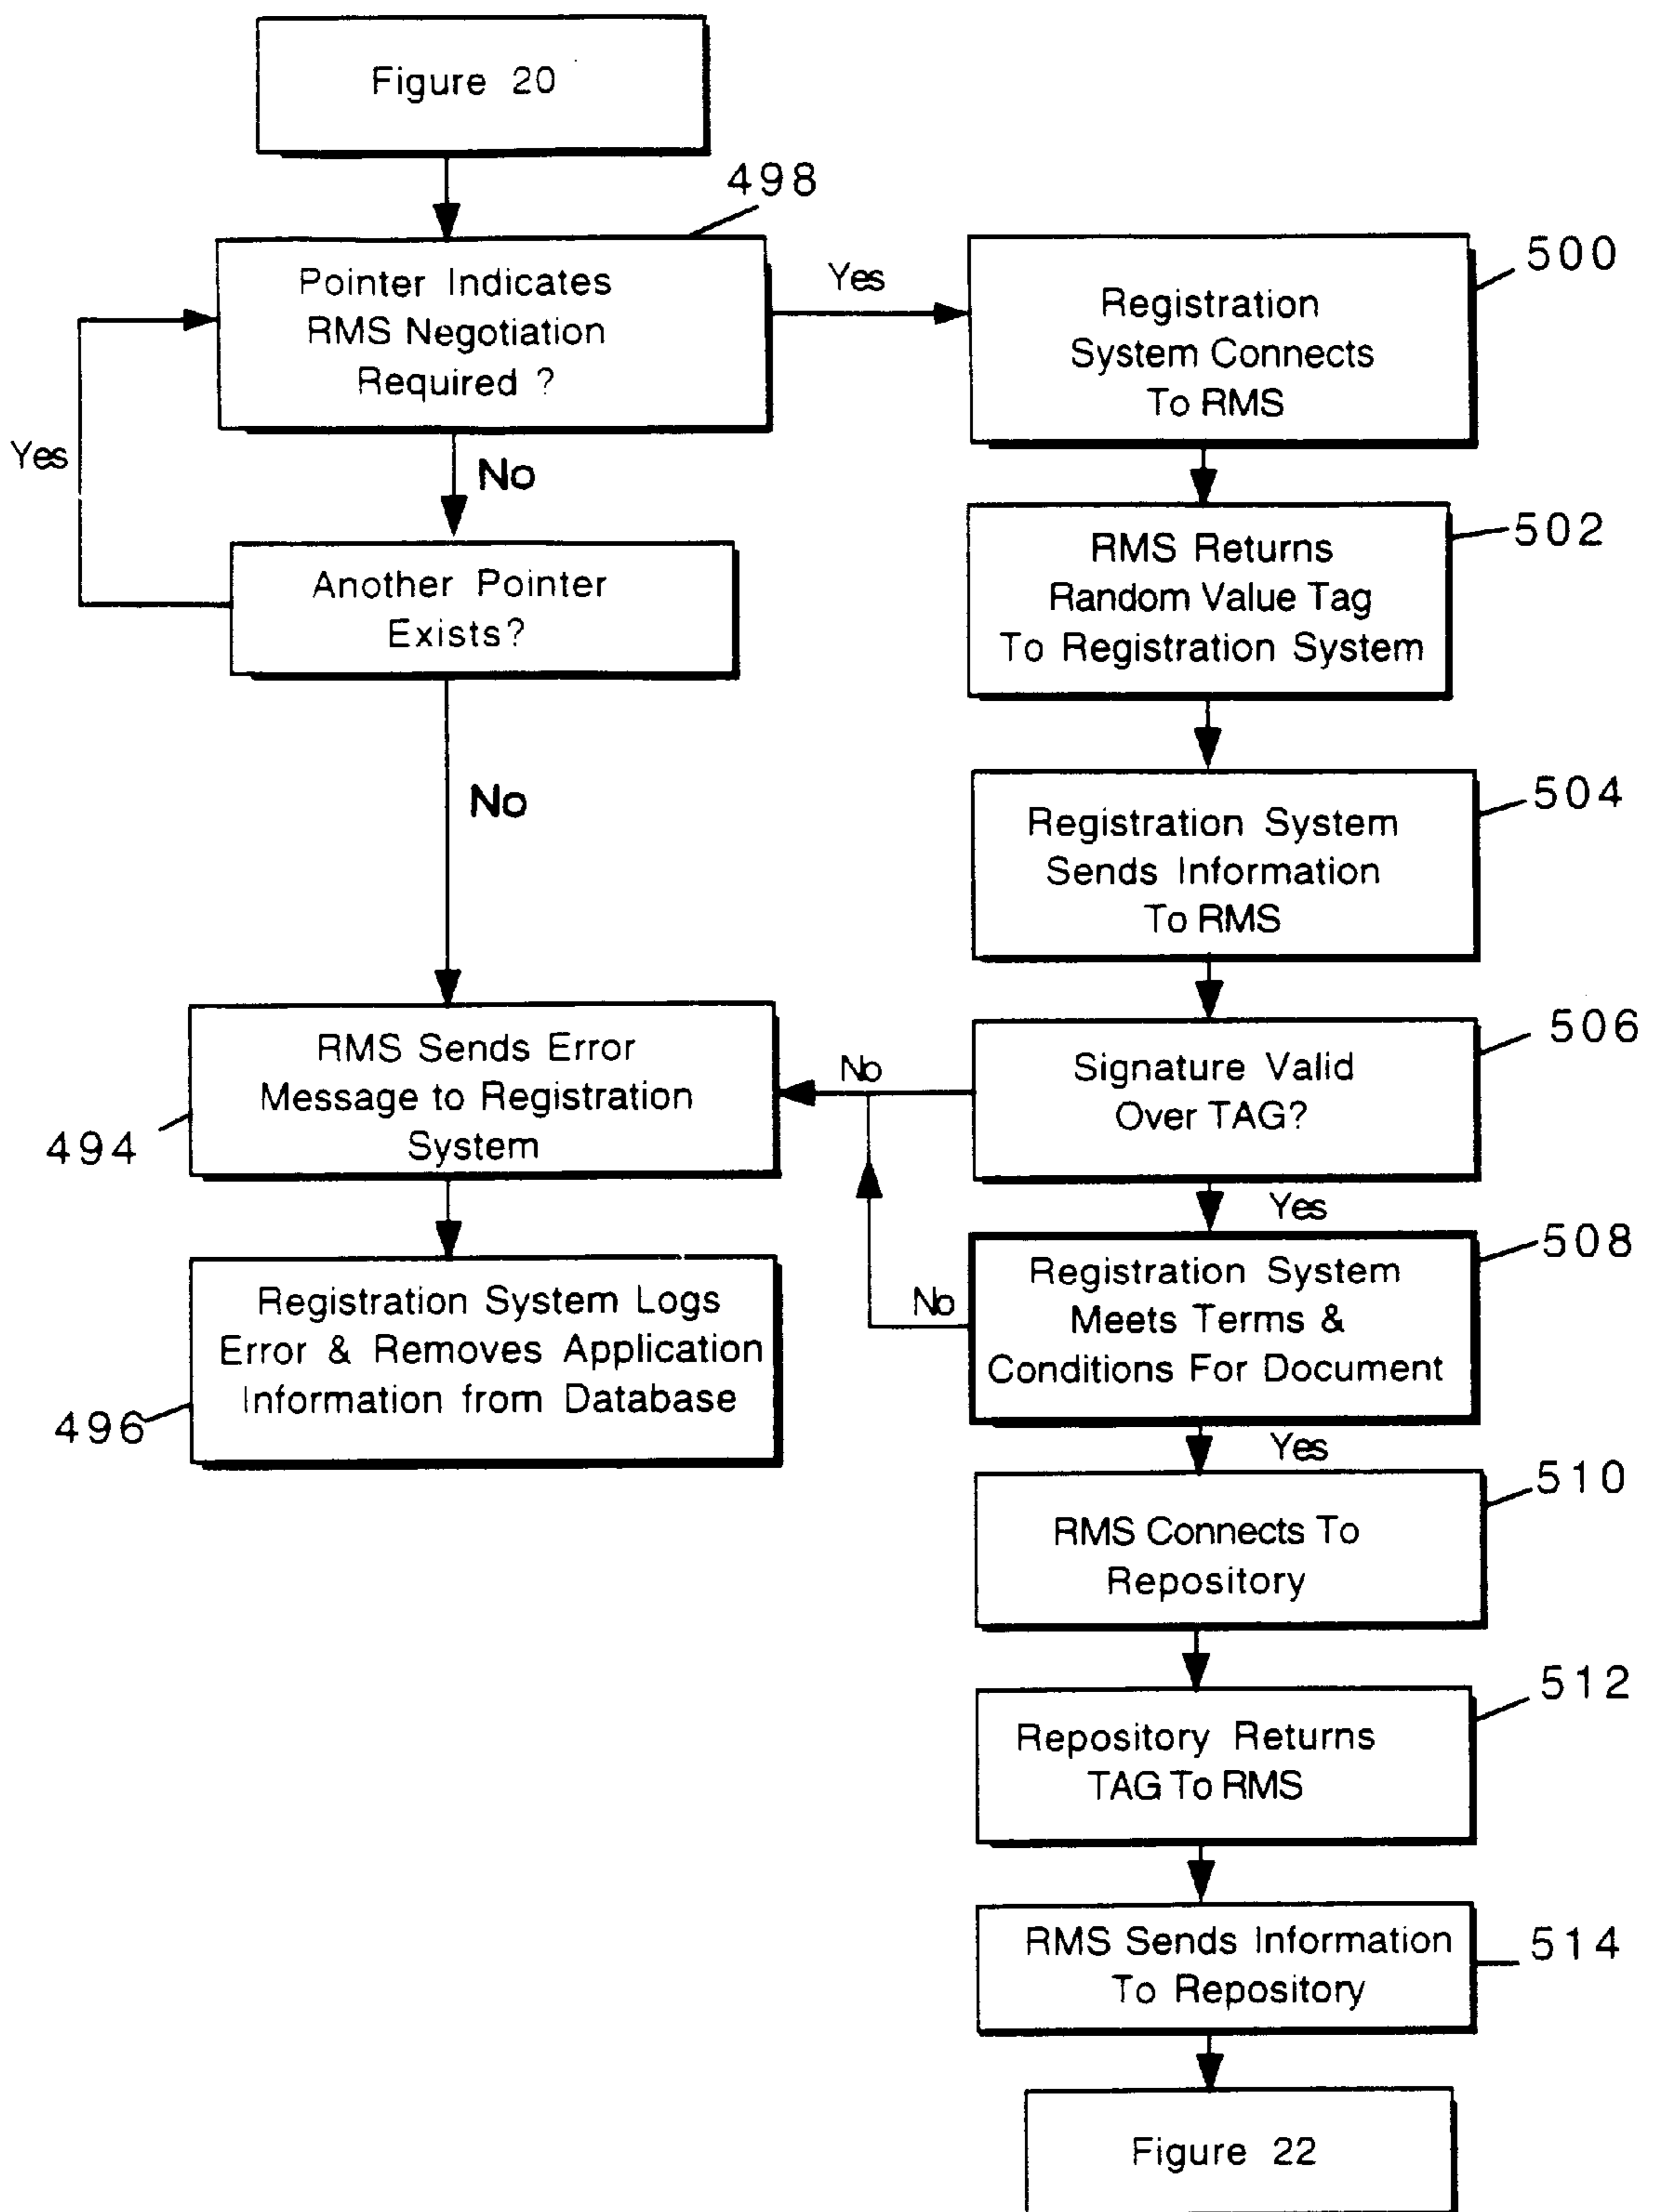 Figure 20
498
Pointer Indicates
RMS Negotiation
Required ?
Yes
No
Yes
Another Pointer
Exists?
No
500
Registration
System Connects
To RMS
502
RMS Returns
Random Value Tag
To Registration System
504
Registration System
Sends Information
To RMS
506
Signature Valid
Over TAG?
No
Yes
494
RMS Sends Error
Message to Registration
System
496
Registration System Logs
Error & Removes Application
Information from Database
508
Registration System
Meets Terms &
Conditions For Document
No
Yes
510
RMS Connects To
Repository
512
Repository Returns
TAG To RMS
514
RMS Sends Information
To Repository
Figure 22